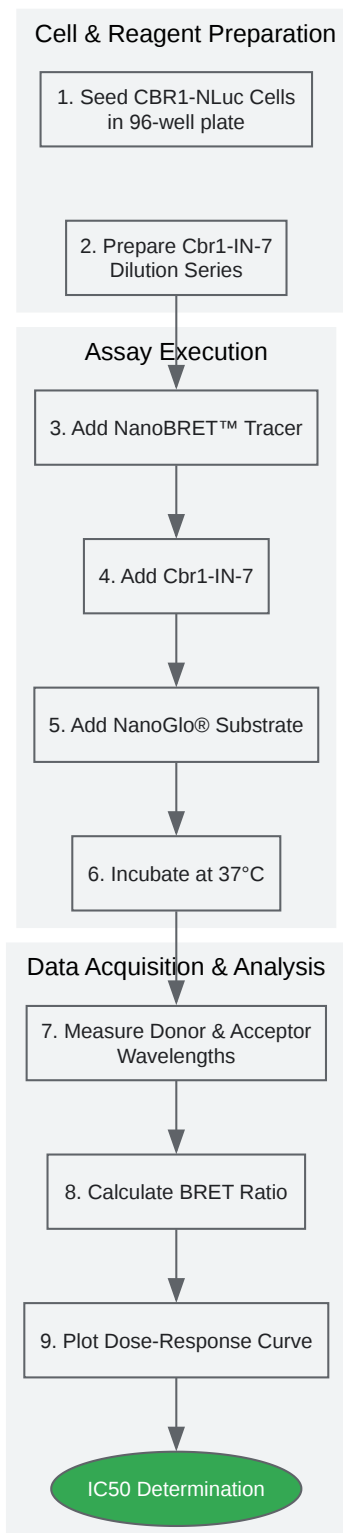 Cell & Reagent Preparation
1. Seed CBR1-NLuc Cells
in 96-well plate
2. Prepare Cbr1-IN-7
Dilution Series
Assay Execution
3. Add NanoBRET™ Tracer
4. Add Cbr1-IN-7
5. Add NanoGlo® Substrate
6. Incubate at 37°C
Data Acquisition & Analysis
7. Measure Donor & Acceptor
Wavelengths
8. Calculate BRET Ratio
9. Plot Dose-Response Curve
IC50 Determination